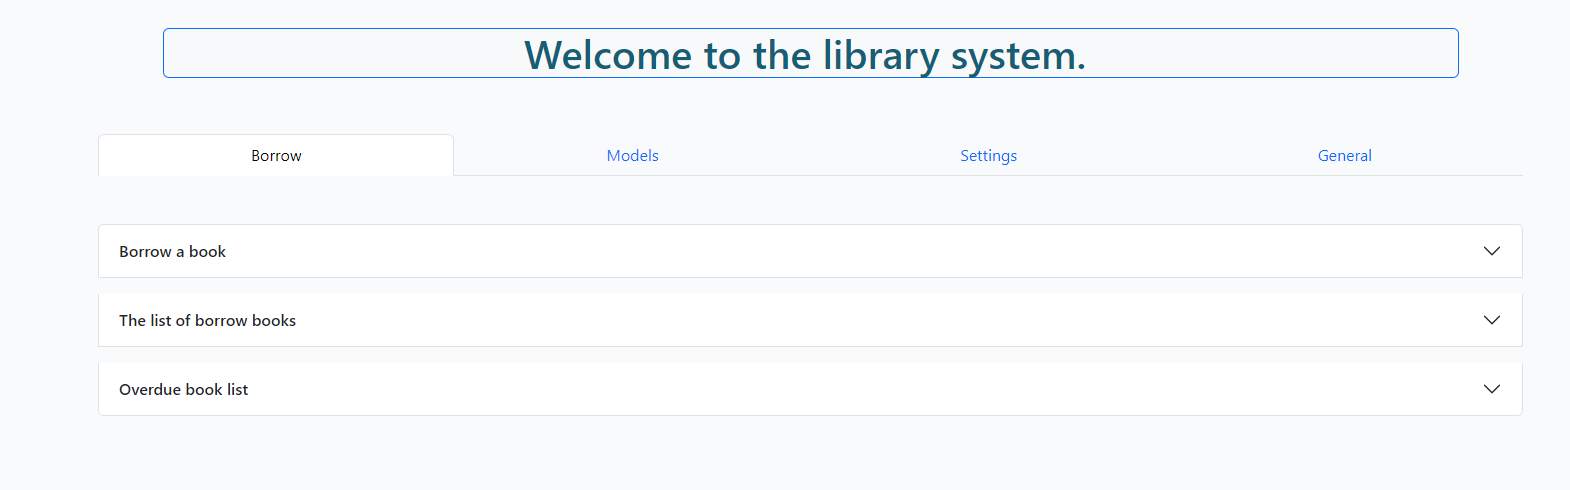 Welcome to the library system.
Borrow Models Settings General
Borrow a book
The list of borrow books
Overdue book list